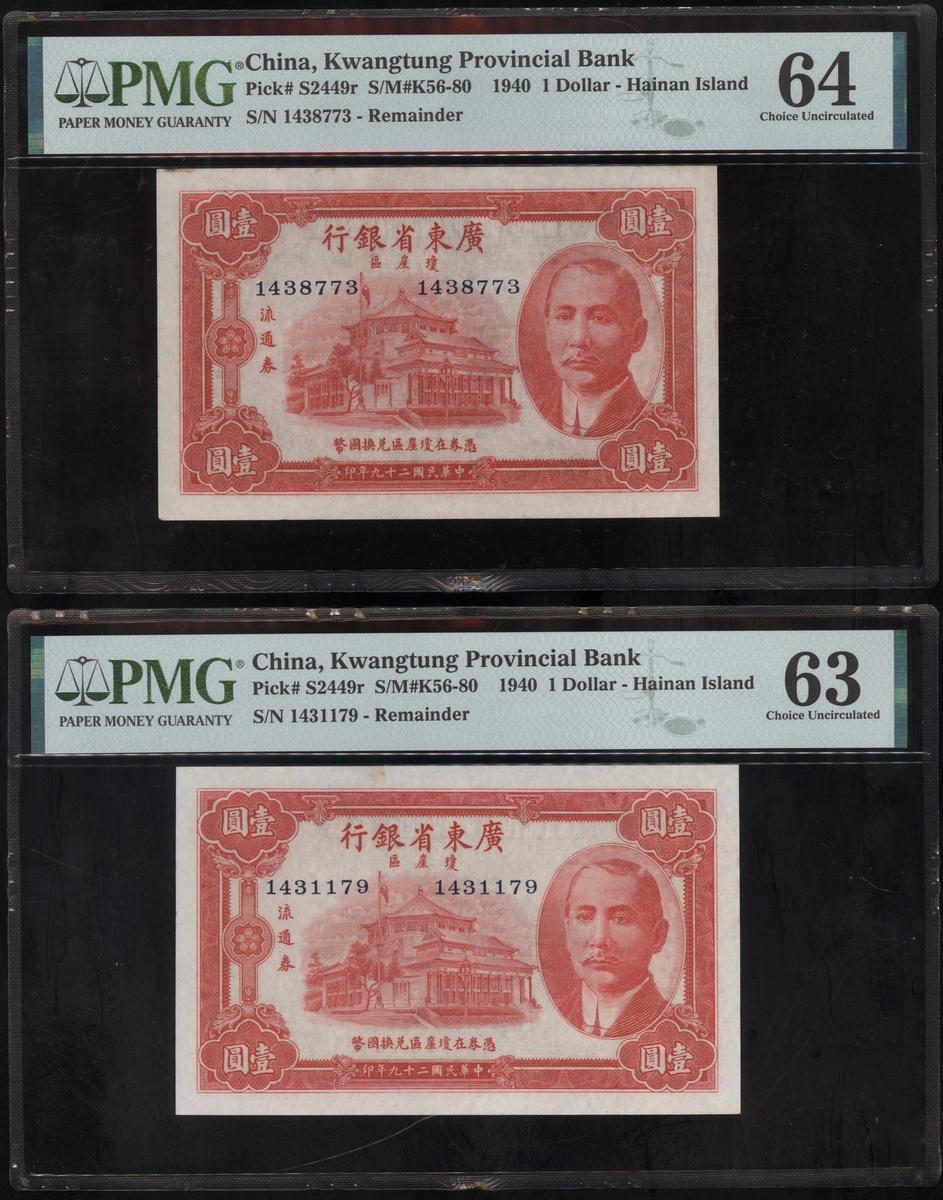 PMG®
PAPER MONEY GUARANTY
China, Kwangtung Provincial Bank
Pick# S2449r S/M#K56-80 1940 1 Dollar - Hainan Island
S/N 1438773 - Remainder
64
Choice Uncirculated
圓壹 圓壹
行銀省東廣
區崖瓊
1438773 1438773
流通券
幣國換兌區崖瓊在券憑
圓壹 圓壹
印年九十二國民華中
PMG®
PAPER MONEY GUARANTY
China, Kwangtung Provincial Bank
Pick# S2449r S/M#K56-80 1940 1 Dollar - Hainan Island
S/N 1431179 - Remainder
63
Choice Uncirculated
圓壹 圓壹
行銀省東廣
區崖瓊
1431179 1431179
流通券
幣國換兌區崖瓊在券憑
圓壹 圓壹
印年九十二國民華中